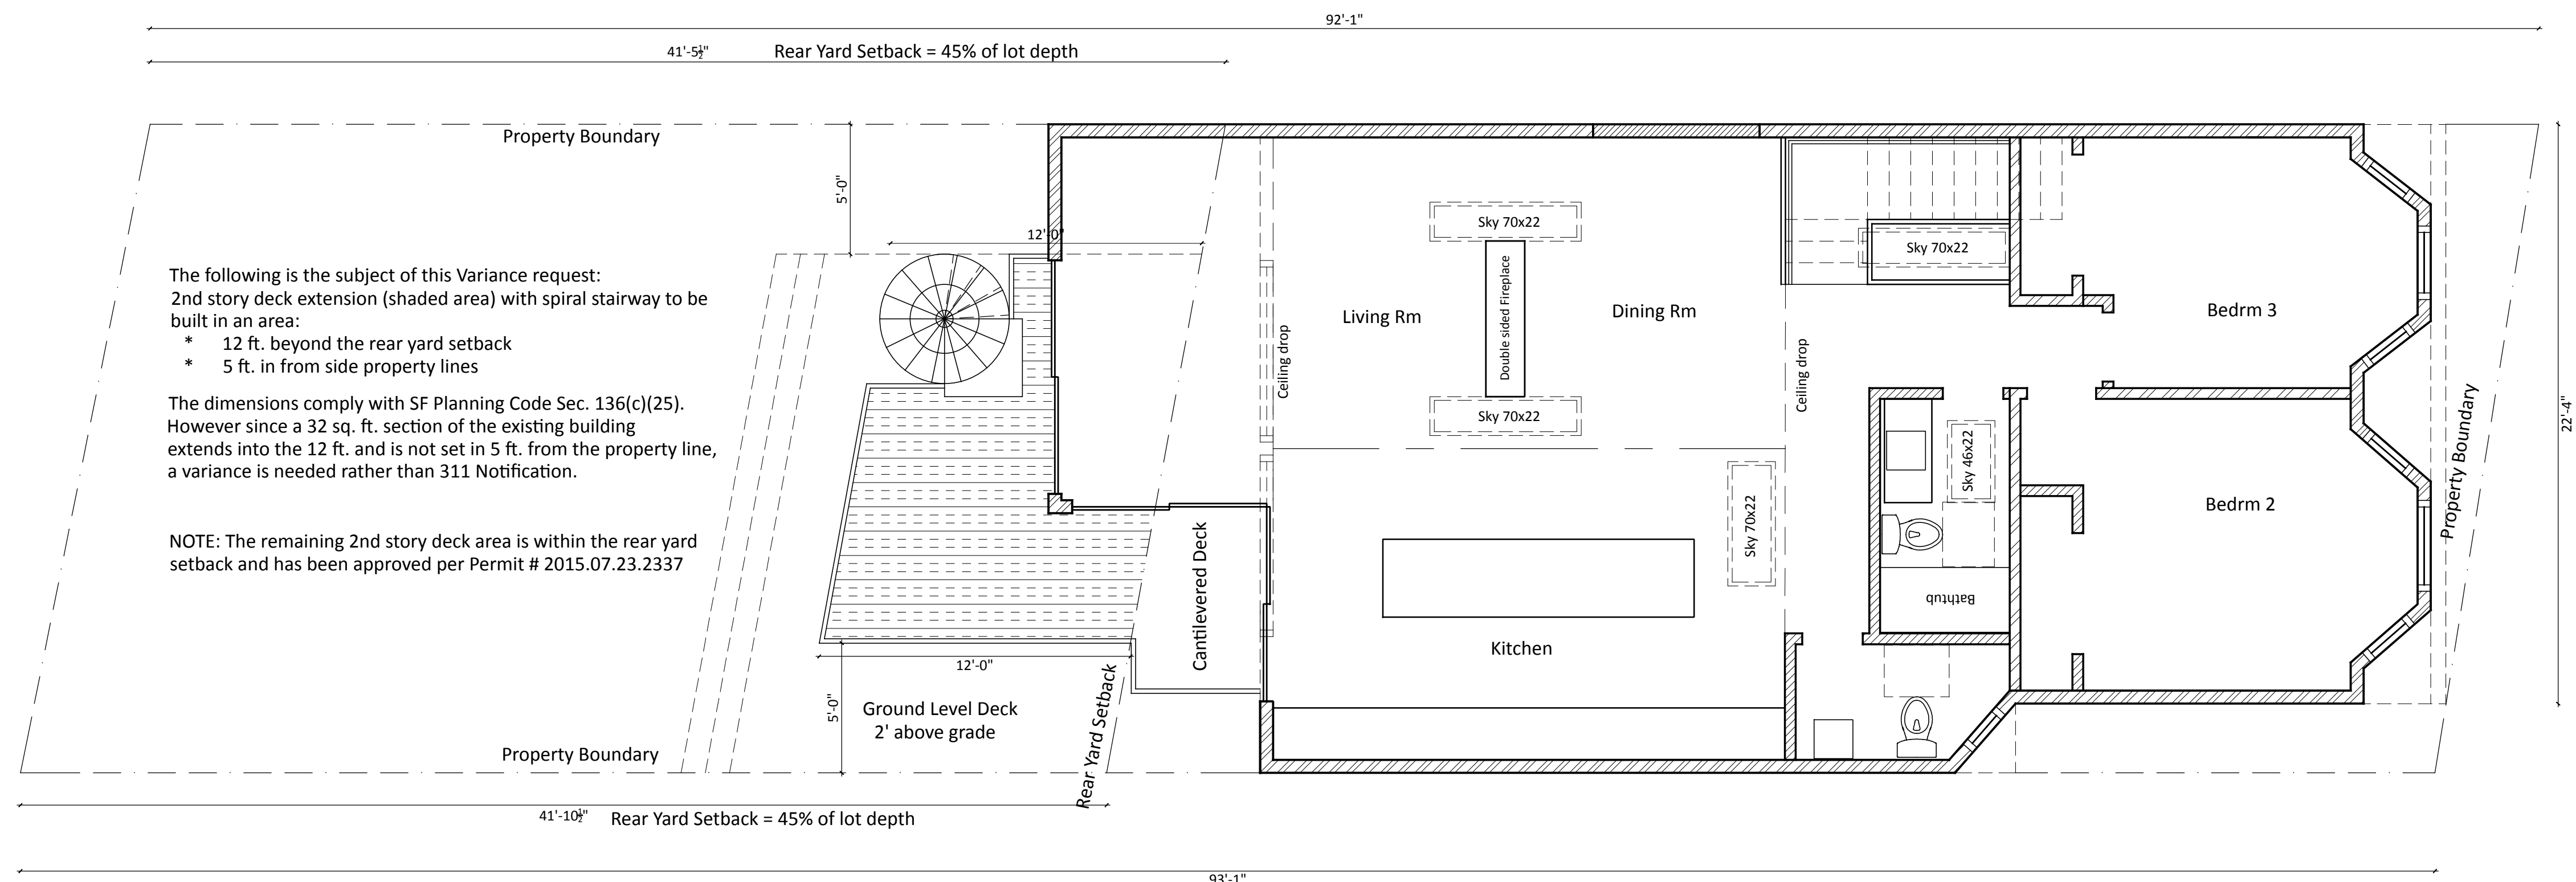 92'-1"
41'-5½" Rear Yard Setback = 45% of lot depth
Property Boundary
5'-0"
12'-0"
The following is the subject of this Variance request:
2nd story deck extension (shaded area) with spiral stairway to be
built in an area:
* 12 ft. beyond the rear yard setback
* 5 ft. in from side property lines
The dimensions comply with SF Planning Code Sec. 136(c)(25).
However since a 32 sq. ft. section of the existing building
extends into the 12 ft. and is not set in 5 ft. from the property line,
a variance is needed rather than 311 Notification.
NOTE: The remaining 2nd story deck area is within the rear yard
setback and has been approved per Permit # 2015.07.23.2337
Sky 70x22
Living Rm
Double sided Fireplace
Dining Rm
Sky 70x22
Ceiling drop
Ceiling drop
Sky 70x22
Bedrm 3
Sky 46x22
Sky 70x22
Bathtub
Bedrm 2
Property Boundary
22'-4"
Cantilevered Deck
Kitchen
12'-0"
5'-0"
Ground Level Deck
2' above grade
Rear Yard Setback
Property Boundary
41'-10½" Rear Yard Setback = 45% of lot depth
93'-1"